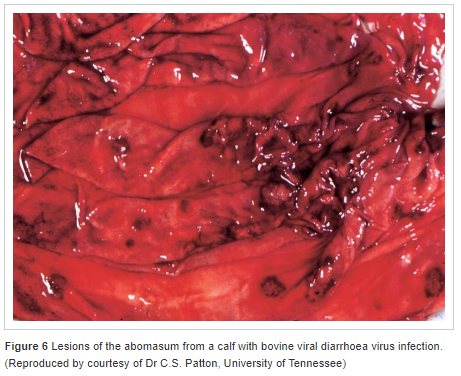 Figure 6 Lesions of the abomasum from a calf with bovine viral diarrhoea virus infection.
(Reproduced by courtesy of Dr C.S. Patton, University of Tennessee)